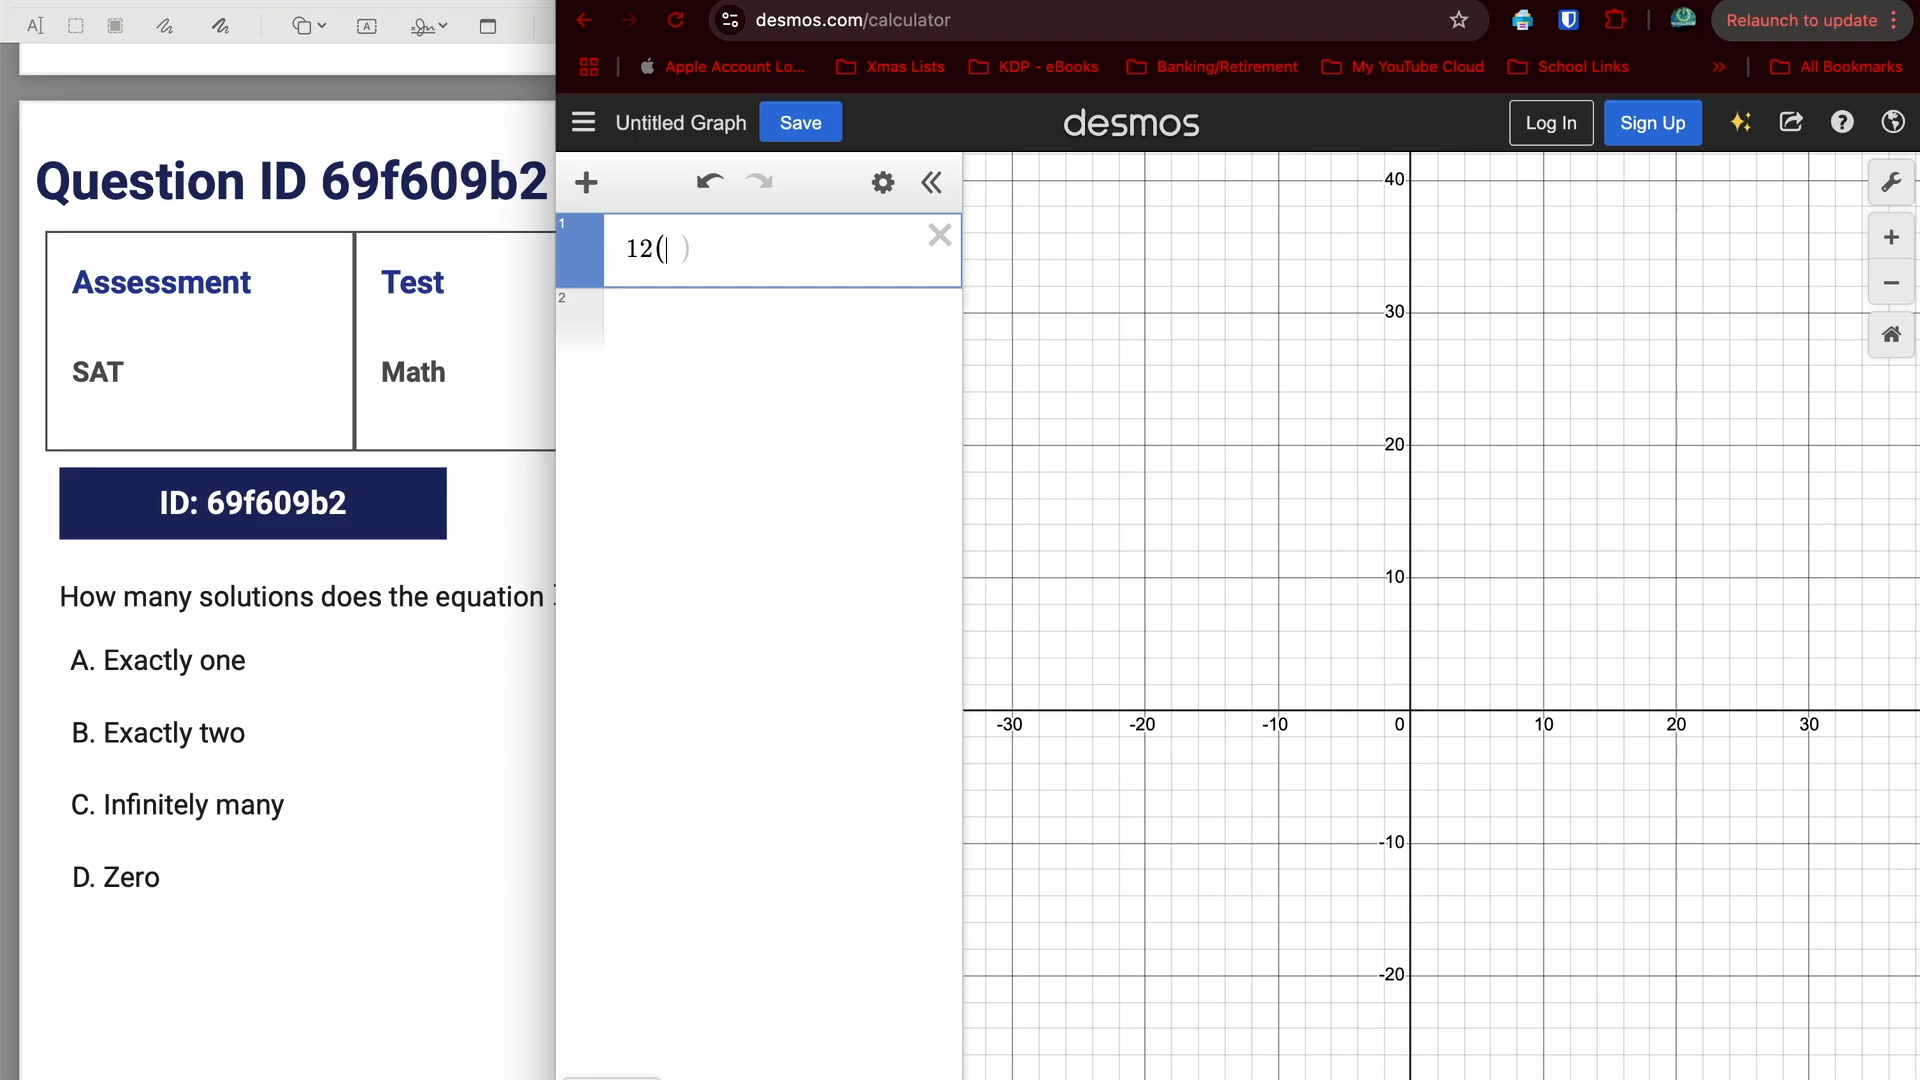 desmos.com/calculator
Relaunch to update
Apple Account Lo...
Xmas Lists
KDP - eBooks
Banking/Retirement
My YouTube Cloud
School Links
All Bookmarks
Untitled Graph
Save
desmos
Log In
Sign Up
Question ID 69f609b2
Assessment
Test
SAT
Math
ID: 69f609b2
How many solutions does the equation
A. Exactly one
B. Exactly two
C. Infinitely many
D. Zero
1
12( )
2
40
30
20
10
-30
-20
-10
0
10
20
30
-10
-20